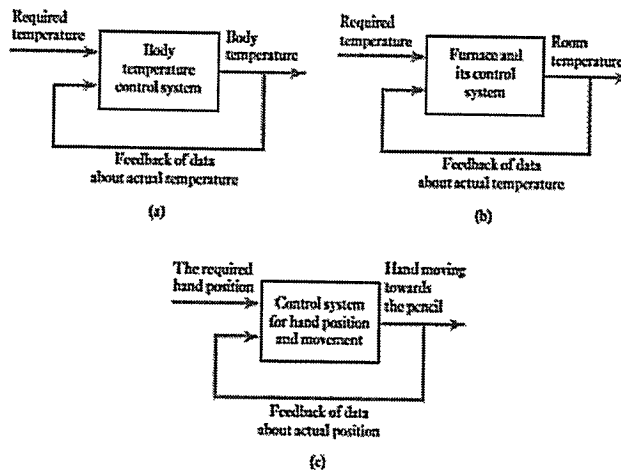 Required
temperature
Body
temperature
control system
Body
temperature
Feedback of data
about actual temperature
(a)
Required
temperature
Furnace and
its control
system
Room
temperature
Feedback of data
about actual temperature
(b)
The required
hand position
Control system
for hand position
and movement
Hand moving
towards
the pencil
Feedback of data
about actual position
(c)